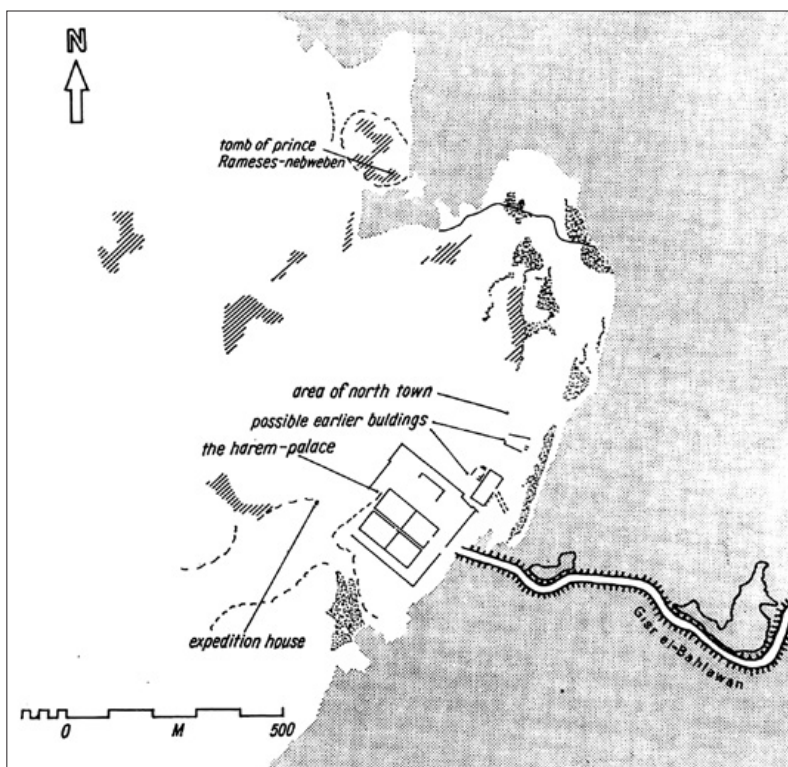 N
tomb of prince
Rameses-nebweben
area of north town
possible earlier buldings
the harem-palace
expedition house
Gisr el-Bahlawan
0 M 500